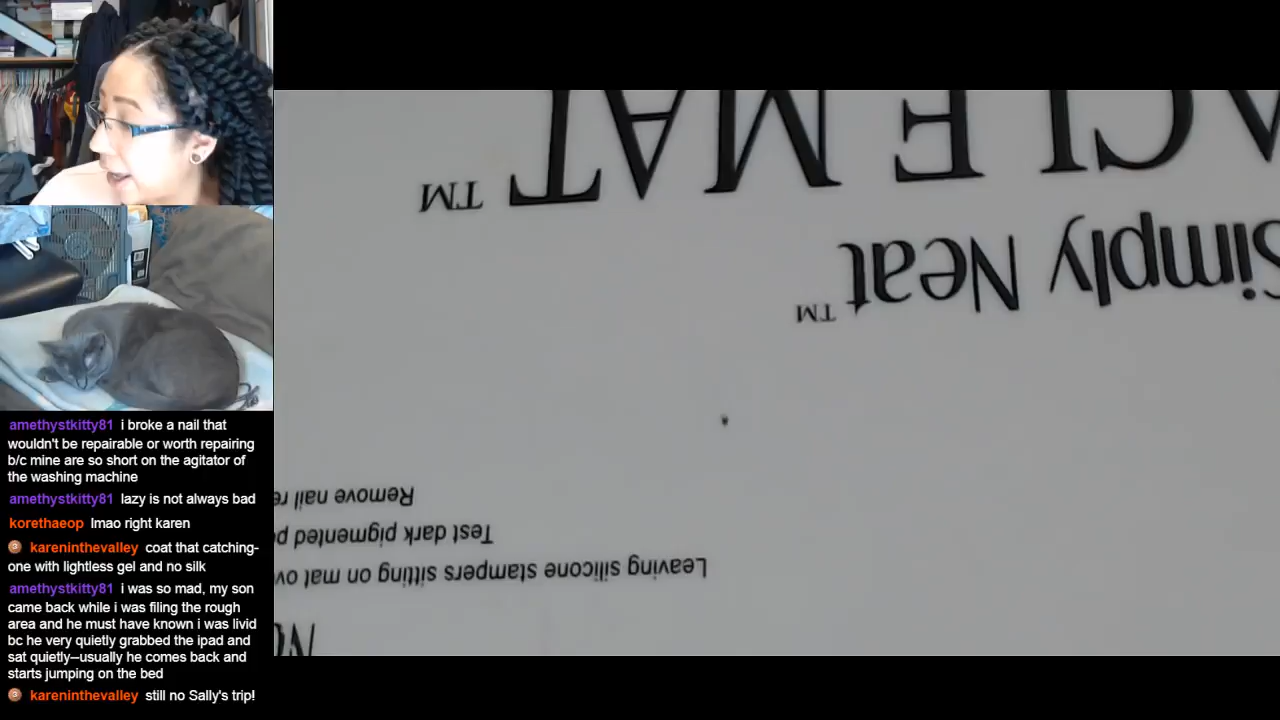 amethystkitty81 i broke a nail that
wouldn't be repairable or worth repairing
b/c mine are so short on the agitator of
the washing machine
amethystkitty81 lazy is not always bad
korethaeop lmao right karen
kareninthevalley coat that catching-
one with lightless gel and no silk
amethystkitty81 i was so mad, my son
came back while i was filing the rough
area and he must have known i was livid
bc he very quietly grabbed the ipad and
sat quietly--usually he comes back and
starts jumping on the bed
kareninthevalley still no Sally's trip!
Leaving silicone stampers sitting on mat
Test dark pigmented
Remove nail
Simply Neat™
MAT™